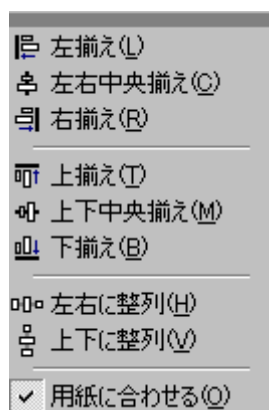 左揃え(L)
左右中央揃え(C)
右揃え(R)
上揃え(T)
上下中央揃え(M)
下揃え(B)
左右に整列(H)
上下に整列(V)
用紙に合わせる(O)